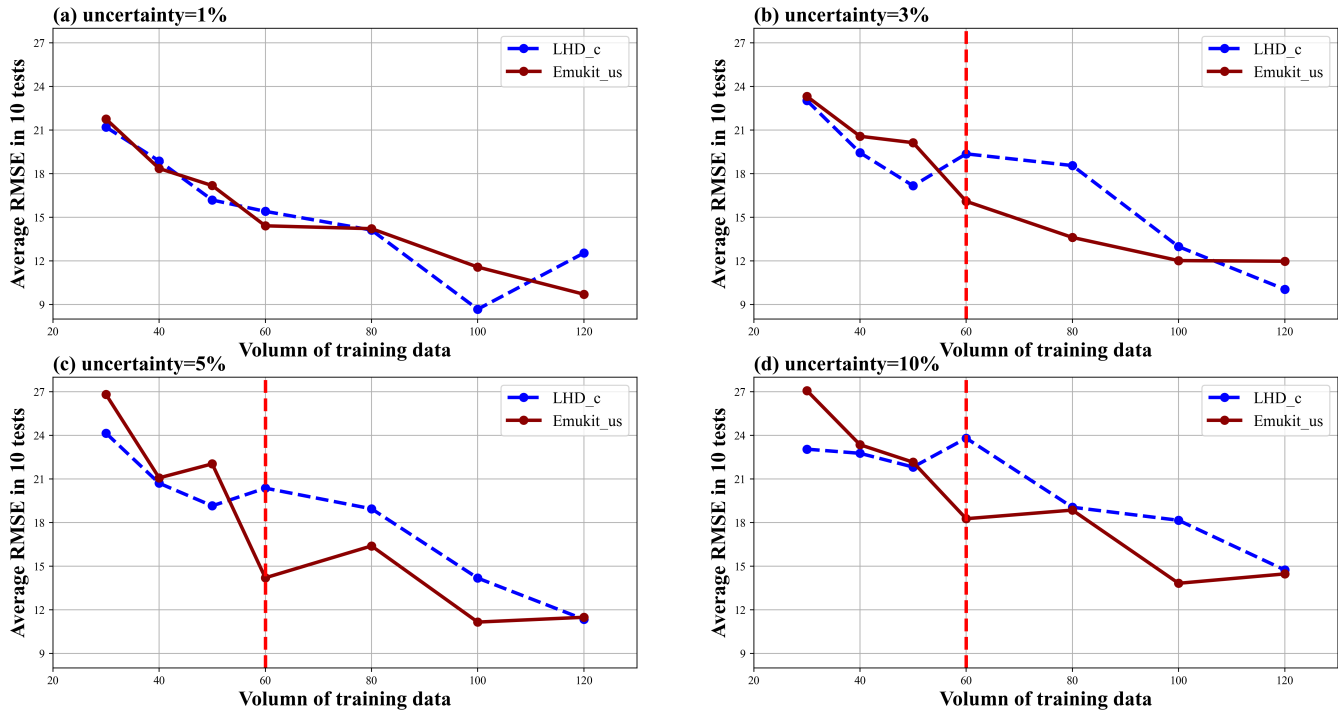 (a) uncertainty=1%
Average RMSE in 10 tests
27
24
21
18
15
12
9
LHD_c
Emukit_us
20 40 60 80 100 120
Volumn of training data
(b) uncertainty=3%
Average RMSE in 10 tests
27
24
21
18
15
12
9
LHD_c
Emukit_us
20 40 60 80 100 120
Volumn of training data
(c) uncertainty=5%
Average RMSE in 10 tests
27
24
21
18
15
12
9
LHD_c
Emukit_us
20 40 60 80 100 120
Volumn of training data
(d) uncertainty=10%
Average RMSE in 10 tests
27
24
21
18
15
12
9
LHD_c
Emukit_us
20 40 60 80 100 120
Volumn of training data